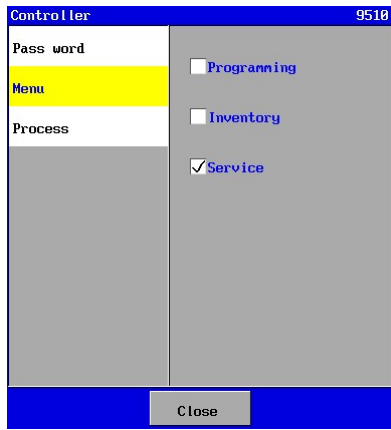 Controller 9510
Pass word
Programming
Menu
Inventory
Process
Service
Close